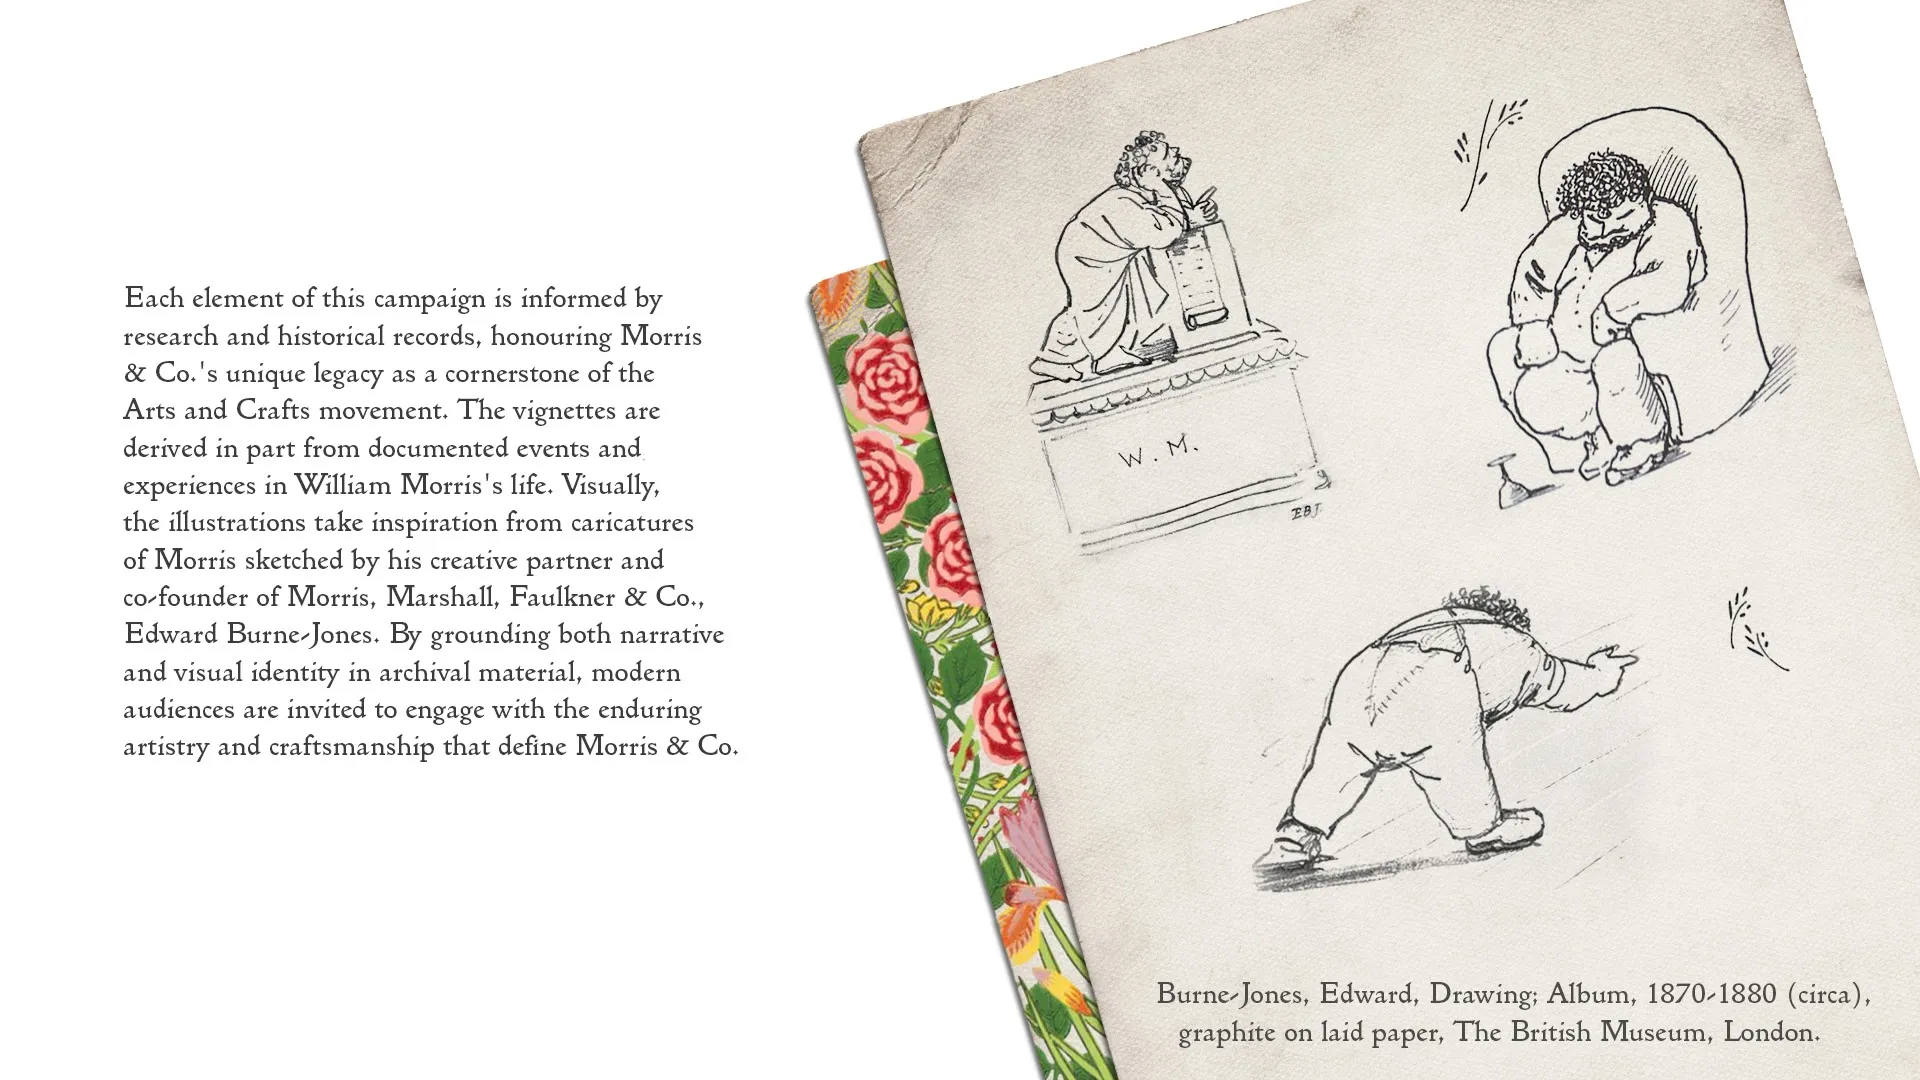 Each element of this campaign is informed by
research and historical records, honouring Morris
& Co.'s unique legacy as a cornerstone of the
Arts and Crafts movement. The vignettes are
derived in part from documented events and
experiences in William Morris's life. Visually,
the illustrations take inspiration from caricatures
of Morris sketched by his creative partner and
co-founder of Morris, Marshall, Faulkner & Co.,
Edward Burne-Jones. By grounding both narrative
and visual identity in archival material, modern
audiences are invited to engage with the enduring
artistry and craftsmanship that define Morris & Co.
W. M.
EBJ
Burne-Jones, Edward, Drawing; Album, 1870-1880 (circa),
graphite on laid paper, The British Museum, London.